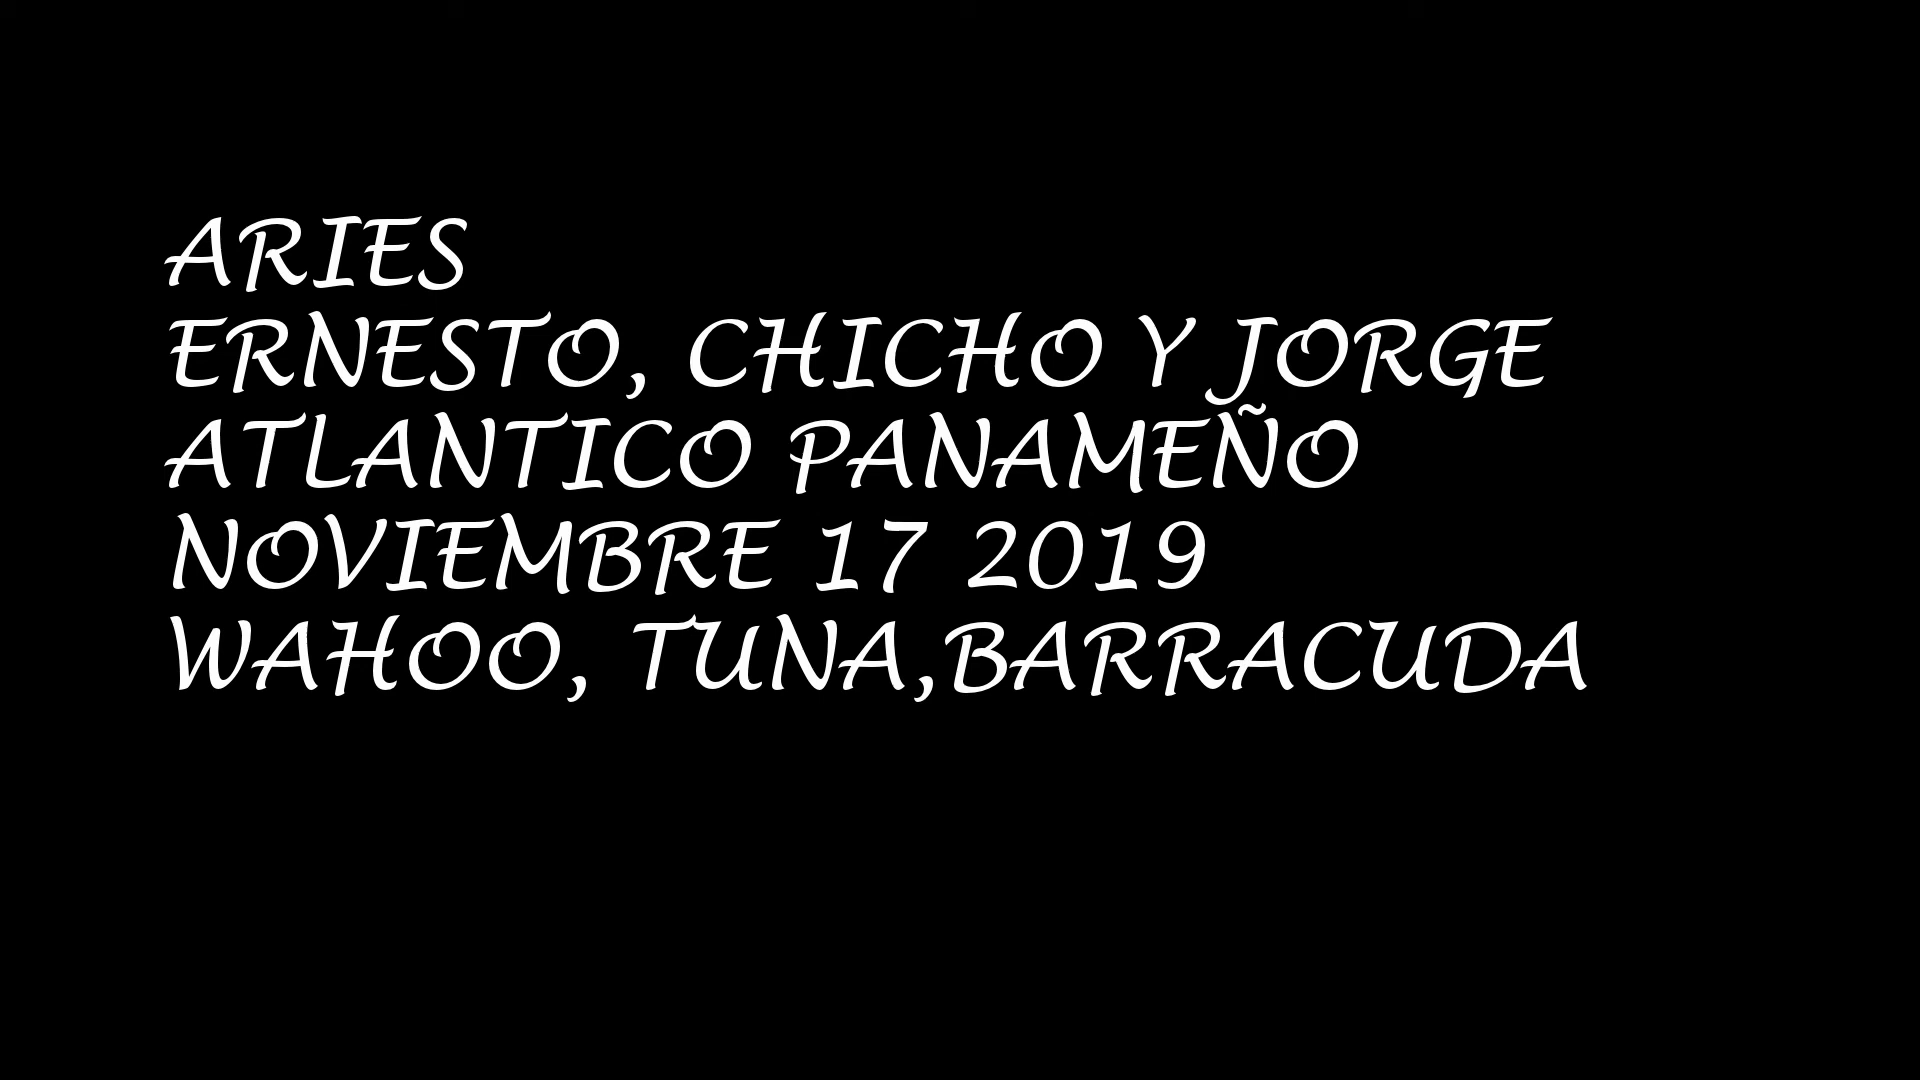 ARIES
ERNESTO, CHICHO Y JORGE
ATLANTICO PANAMEÑO
NOVIEMBRE 17 2019
WAHOO, TUNA,BARRACUDA